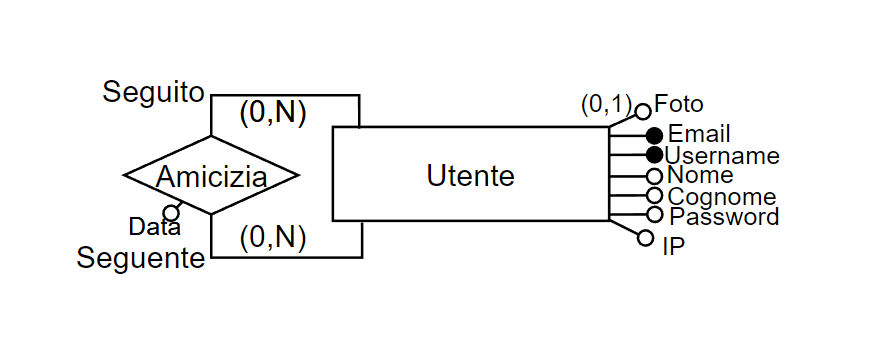 Seguito
(0,N)
Amicizia
Data
Seguente
(0,N)
Utente
(0,1)
Foto
Email
Username
Nome
Cognome
Password
IP